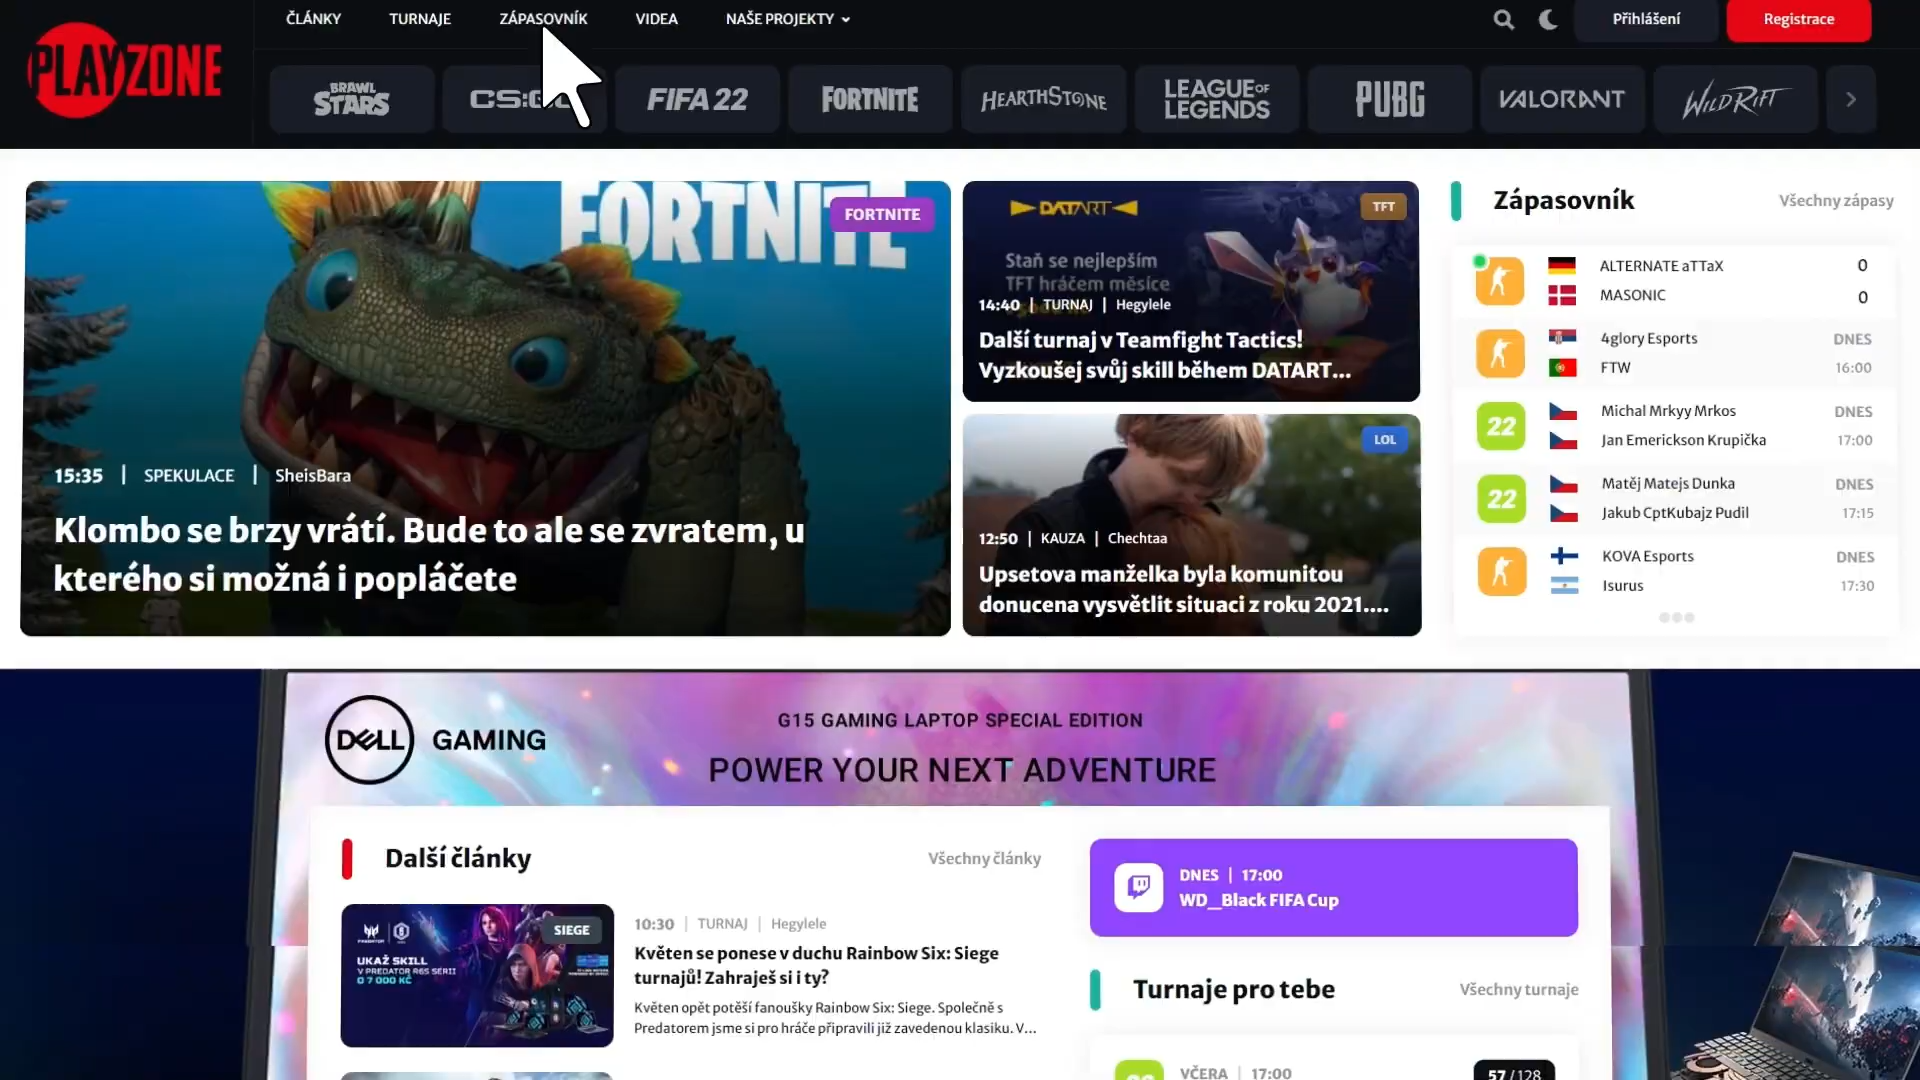 PLAYZONE
ČLÁNKY
TURNAJE
ZÁPASOVNÍK
VIDEA
NAŠE PROJEKTY
Přihlášení
Registrace
BRAWL
STARS
FIFA 22
FORTNITE
HEARTHSTONE
LEAGUE OF
LEGENDS
PUBG
VALORANT
WILD RIFT
FORTNITE
FORTNITE
15:35 | SPEKULACE | SheisBara
Klombo se brzy vrátí. Bude to ale se zvratem, u
kterého si možná i popláčete
DATART
TFT
Staň se nejlepším
TFT hráčem měsíce
14:40 | TURNAJ | Hegylele
Další turnaj v Teamfight Tactics!
Vyzkoušej svůj skill během DATART...
LOL
12:50 | KAUZA | Chechtaa
Upsetova manželka byla komunitou
donucena vysvětlit situaci z roku 2021....
Zápasovník
Všechny zápasy
ALTERNATE aTTaX 0
MASONIC 0
4glory Esports DNES
FTW 16:00
22
Michal Mrkyy Mrkos DNES
Jan Emerickson Krupička 17:00
22
Matěj Matejs Dunka DNES
Jakub CptKubajz Pudil 17:15
KOVA Esports DNES
Isurus 17:30
DELL GAMING
G15 GAMING LAPTOP SPECIAL EDITION
POWER YOUR NEXT ADVENTURE
Další články
Všechny články
SIEGE
UKAŽ SKILL
V PREDATOR R6S SÉRII
O 7 000 KČ
10:30 | TURNAJ | Hegylele
Květen se ponese v duchu Rainbow Six: Siege
turnajů! Zahraješ si i ty?
Květen opět potěší fanoušky Rainbow Six: Siege. Společně s
Predatorem jsme si pro hráče připravili již zavedenou klasiku. V...
DNES | 17:00
WD_Black FIFA Cup
Turnaje pro tebe
Všechny turnaje
VČERA | 17:00
57 / 128